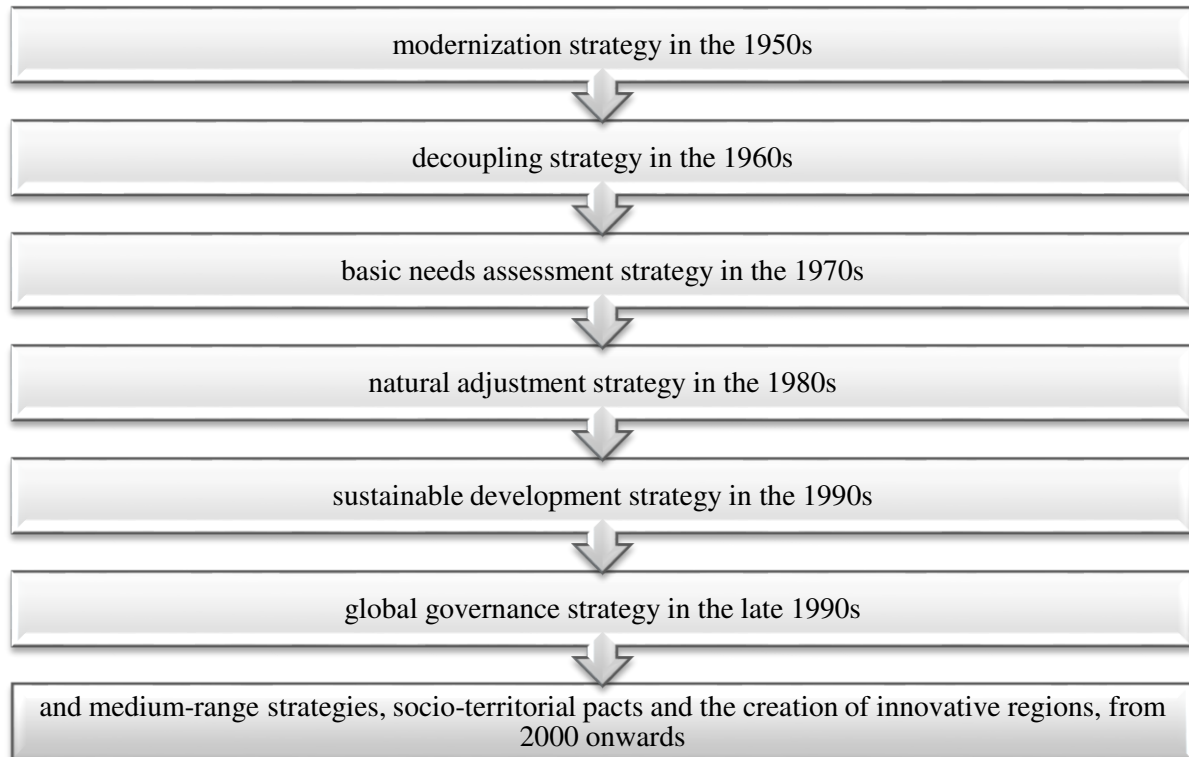 modernization strategy in the 1950s
decoupling strategy in the 1960s
basic needs assessment strategy in the 1970s
natural adjustment strategy in the 1980s
sustainable development strategy in the 1990s
global governance strategy in the late 1990s
and medium-range strategies, socio-territorial pacts and the creation of innovative regions, from
2000 onwards